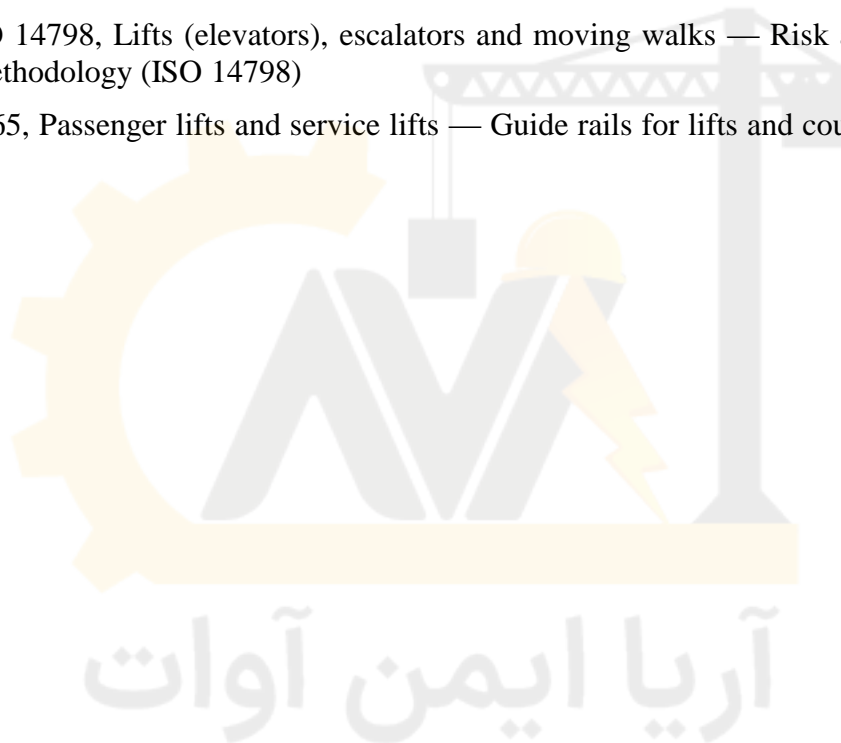 14798, Lifts (elevators), escalators and moving walks — Risk
ethodology (ISO 14798)
65, Passenger lifts and service lifts — Guide rails for lifts and cou
آریا ایمن آوات